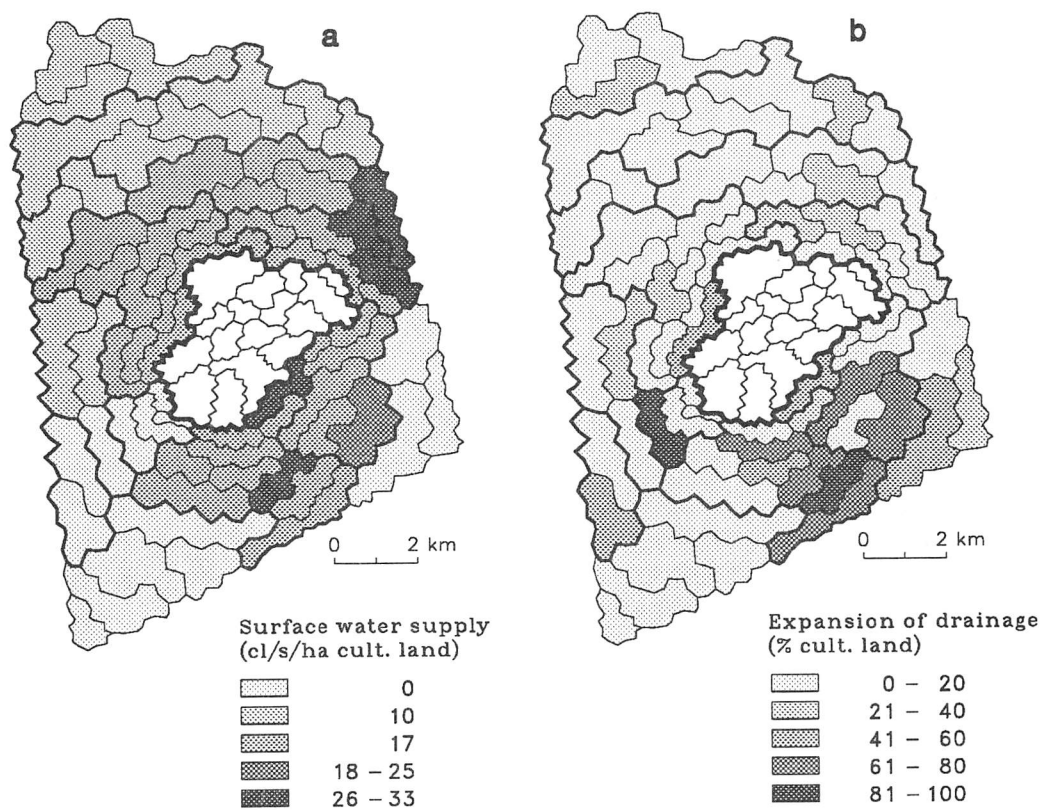 a
b
0 2 km
0 2 km
Surface water supply
(cl/s/ha cult. land)
0
10
17
18 – 25
26 – 33
Expansion of drainage
(% cult. land)
0 – 20
21 – 40
41 – 60
61 – 80
81 – 100